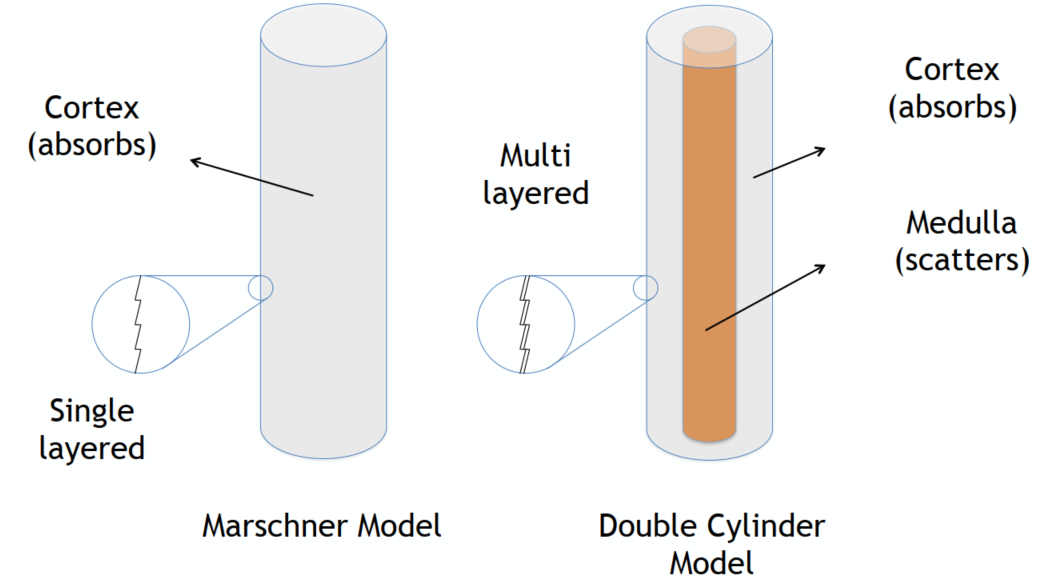 Cortex
(absorbs)
Single
layered
Marschner Model
Multi
layered
Cortex
(absorbs)
Medulla
(scatters)
Double Cylinder
Model